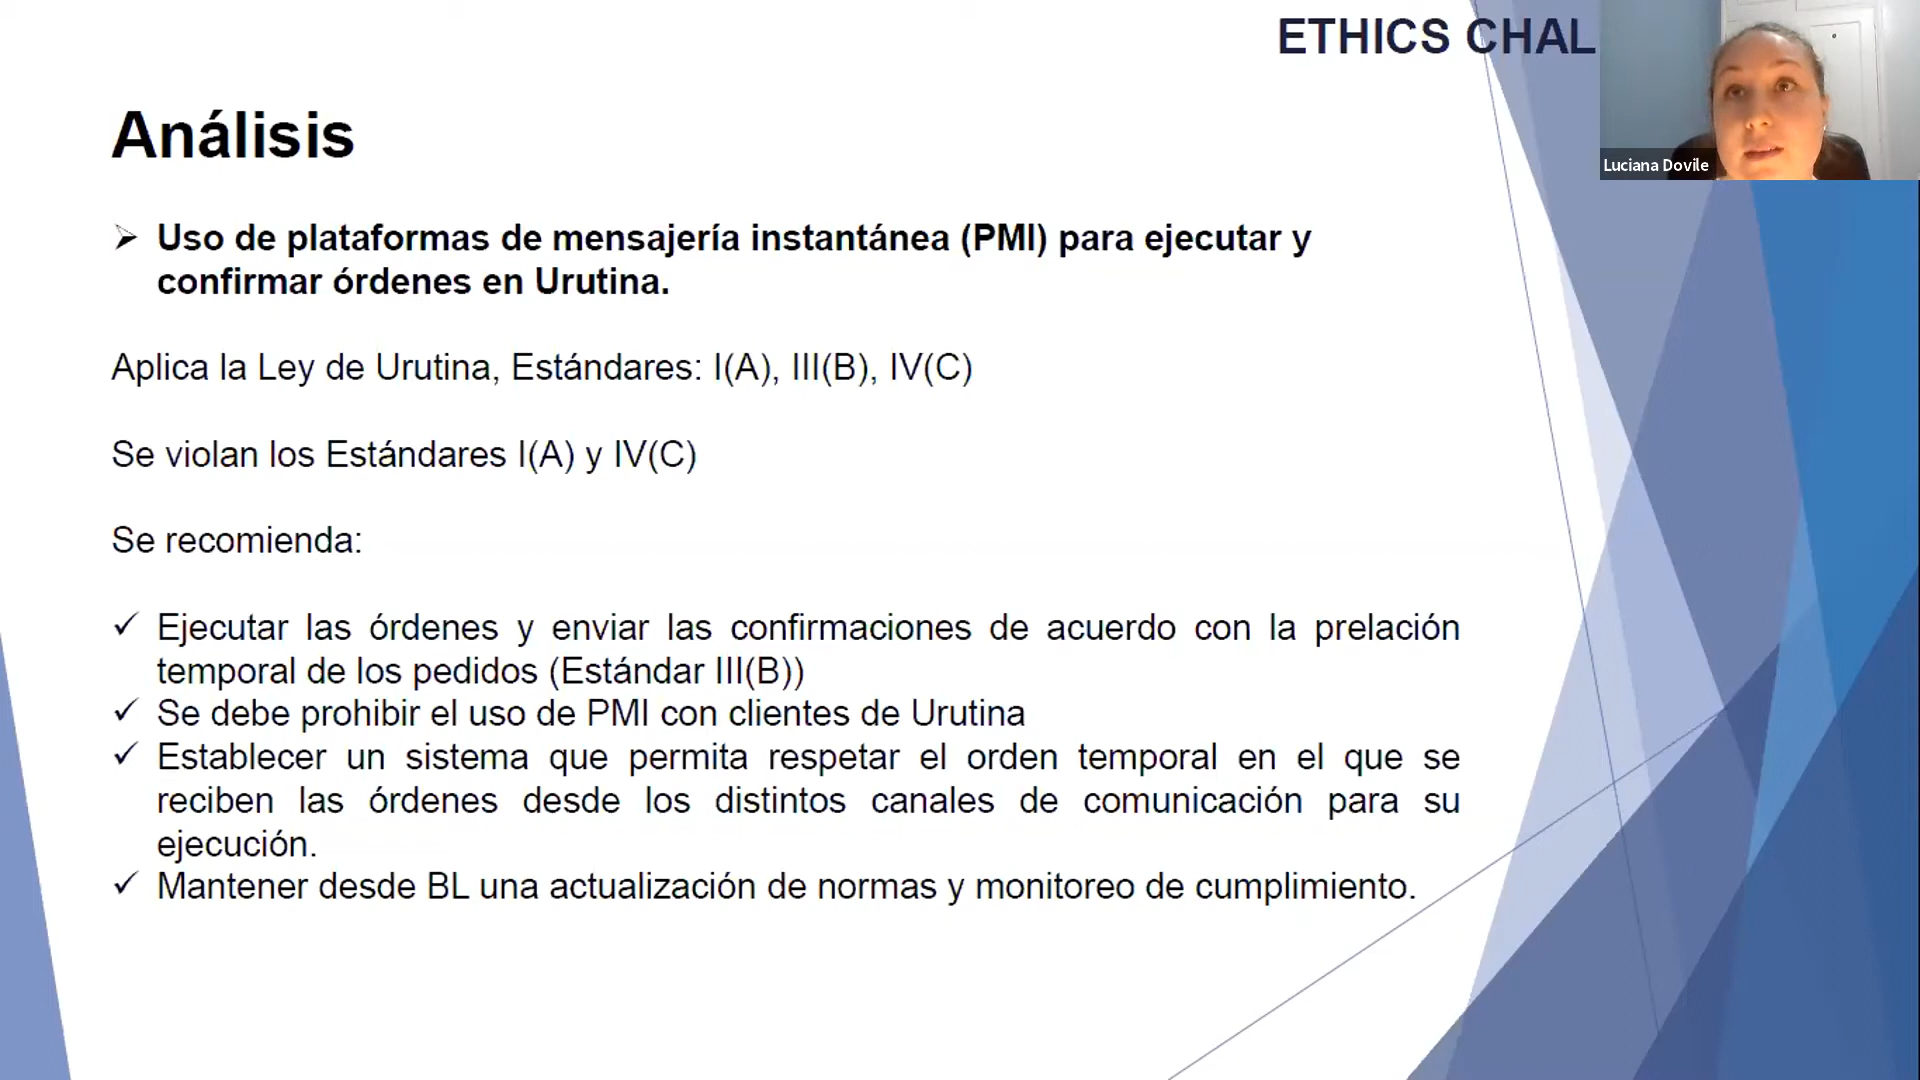 ETHICS CHAL
Luciana Dovile
Análisis
Uso de plataformas de mensajería instantánea (PMI) para ejecutar y
confirmar órdenes en Urutina.
Aplica la Ley de Urutina, Estándares: I(A), III(B), IV(C)
Se violan los Estándares I(A) y IV(C)
Se recomienda:
Ejecutar las órdenes y enviar las confirmaciones de acuerdo con la prelación
temporal de los pedidos (Estándar III(B))
Se debe prohibir el uso de PMI con clientes de Urutina
Establecer un sistema que permita respetar el orden temporal en el que se
reciben las órdenes desde los distintos canales de comunicación para su
ejecución.
Mantener desde BL una actualización de normas y monitoreo de cumplimiento.